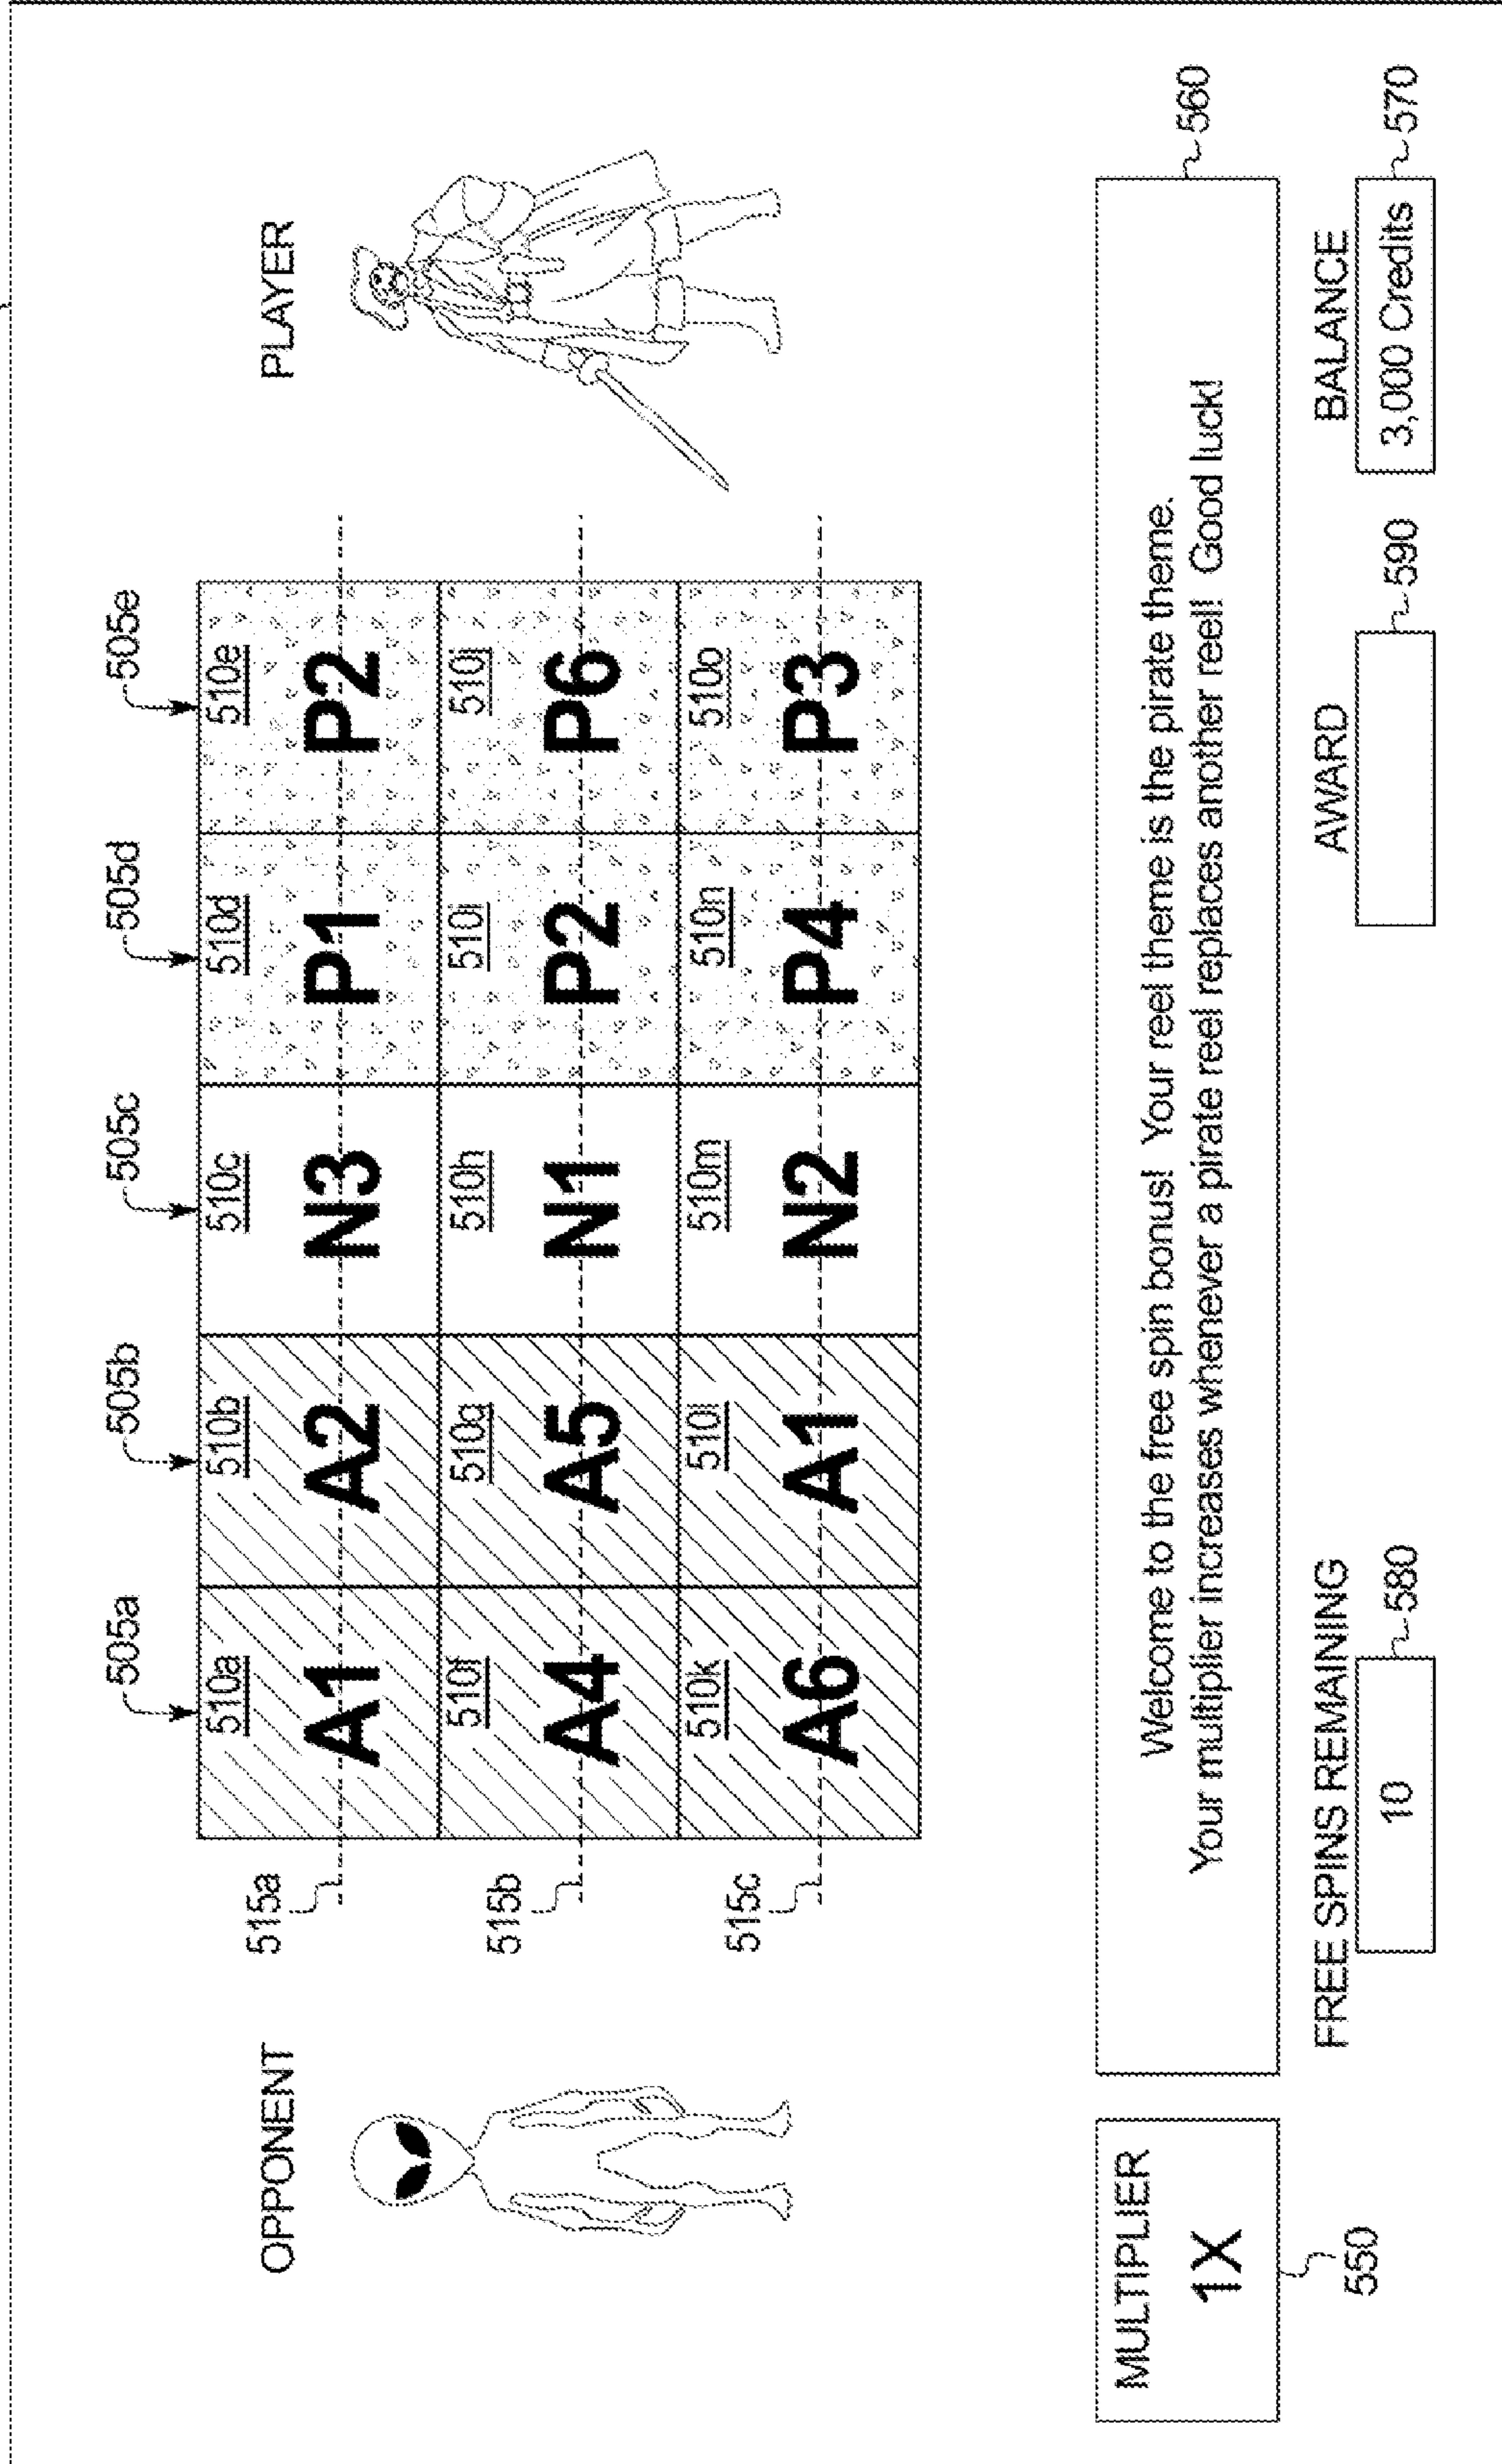 505a 505b 505c 505d 505e
OPPONENT
PLAYER
515a
510a 510b 510c 510d 510e
A1 A2 N3 P1 P2
515b
510f 510g 510h 510i 510j
A4 A5 N1 P2 P6
515c
510k 510l 510m 510n 510o
A6 A1 N2 P4 P3
MULTIPLIER
1X
550
Welcome to the free spin bonus! Your reel theme is the pirate theme.
Your multiplier increases whenever a pirate reel replaces another reel! Good luck!
560
FREE SPINS REMAINING
10
580
AWARD
590
BALANCE
3,000 Credits
570